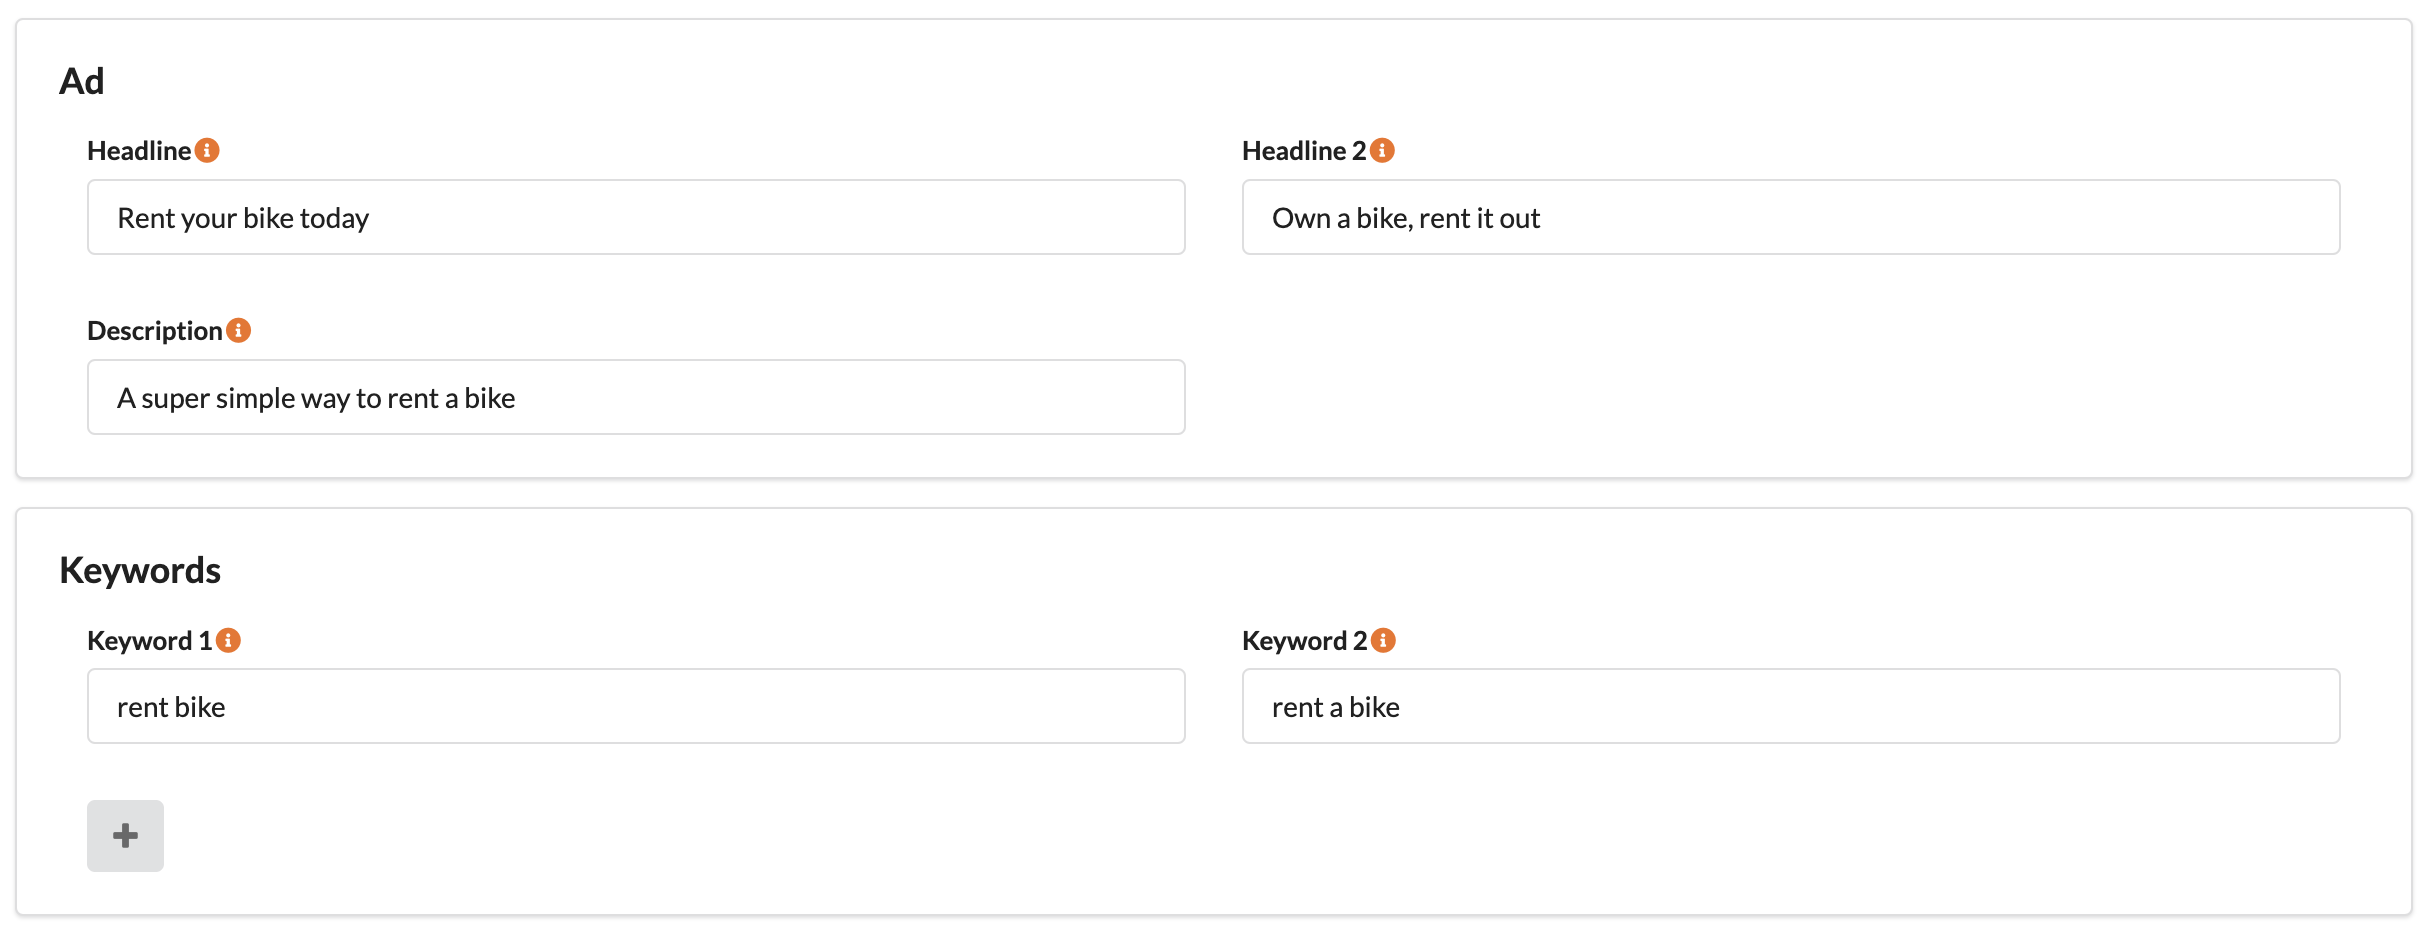 Ad
Headline
Headline 2
Rent your bike today
Own a bike, rent it out
Description
A super simple way to rent a bike
Keywords
Keyword 1
Keyword 2
rent bike
rent a bike